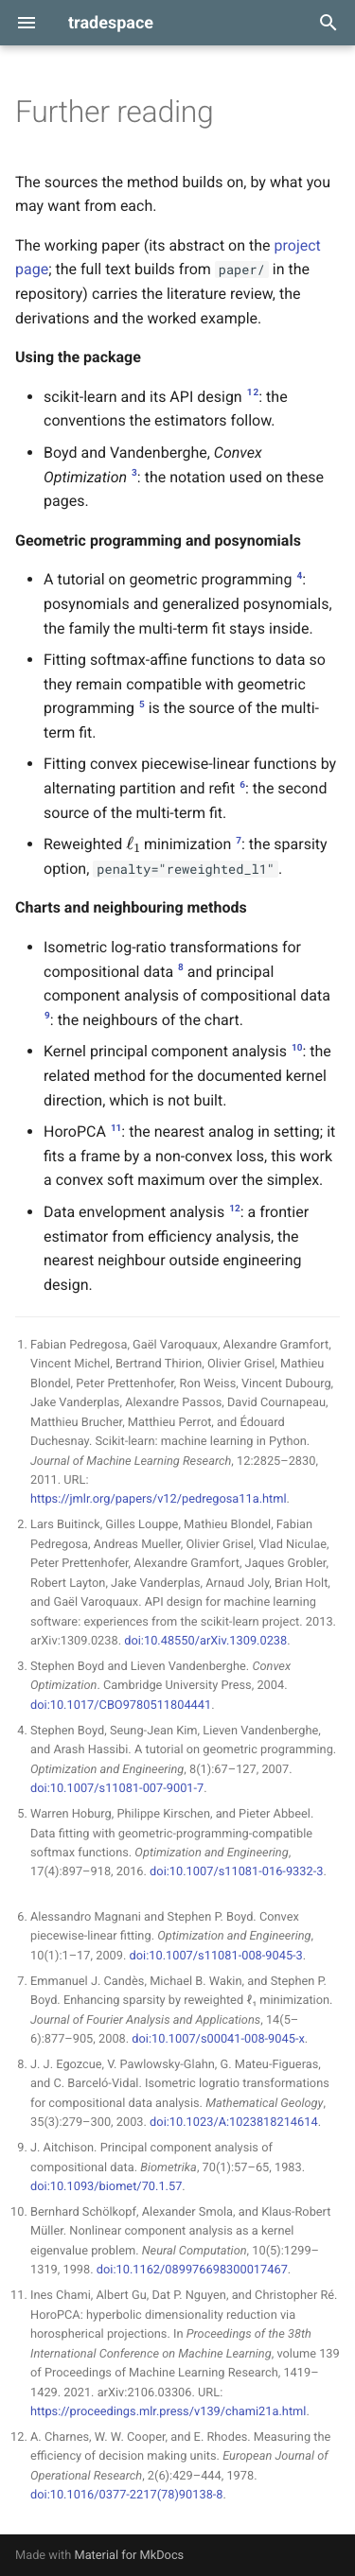 tradespace
Further reading
The sources the method builds on, by what you
may want from each.
The working paper (its abstract on the project
page; the full text builds from paper/ in the
repository) carries the literature review, the
derivations and the worked example.
Using the package
• scikit-learn and its API design 12: the
conventions the estimators follow.
• Boyd and Vandenberghe, Convex
Optimization 3: the notation used on these
pages.
Geometric programming and posynomials
• A tutorial on geometric programming 4:
posynomials and generalized posynomials,
the family the multi-term fit stays inside.
• Fitting softmax-affine functions to data so
they remain compatible with geometric
programming 5 is the source of the multi-
term fit.
• Fitting convex piecewise-linear functions by
alternating partition and refit 6: the second
source of the multi-term fit.
• Reweighted ℓ1 minimization 7: the sparsity
option, penalty="reweighted_l1".
Charts and neighbouring methods
• Isometric log-ratio transformations for
compositional data 8 and principal
component analysis of compositional data
9: the neighbours of the chart.
• Kernel principal component analysis 10: the
related method for the documented kernel
direction, which is not built.
• HoroPCA 11: the nearest analog in setting; it
fits a frame by a non-convex loss, this work
a convex soft maximum over the simplex.
• Data envelopment analysis 12: a frontier
estimator from efficiency analysis, the
nearest neighbour outside engineering
design.
1. Fabian Pedregosa, Gaël Varoquaux, Alexandre Gramfort,
Vincent Michel, Bertrand Thirion, Olivier Grisel, Mathieu
Blondel, Peter Prettenhofer, Ron Weiss, Vincent Dubourg,
Jake Vanderplas, Alexandre Passos, David Cournapeau,
Matthieu Brucher, Matthieu Perrot, and Édouard
Duchesnay. Scikit-learn: machine learning in Python.
Journal of Machine Learning Research, 12:2825–2830,
2011. URL:
https://jmlr.org/papers/v12/pedregosa11a.html.
2. Lars Buitinck, Gilles Louppe, Mathieu Blondel, Fabian
Pedregosa, Andreas Mueller, Olivier Grisel, Vlad Niculae,
Peter Prettenhofer, Alexandre Gramfort, Jaques Grobler,
Robert Layton, Jake Vanderplas, Arnaud Joly, Brian Holt,
and Gaël Varoquaux. API design for machine learning
software: experiences from the scikit-learn project. 2013.
arXiv:1309.0238. doi:10.48550/arXiv.1309.0238.
3. Stephen Boyd and Lieven Vandenberghe. Convex
Optimization. Cambridge University Press, 2004.
doi:10.1017/CBO9780511804441.
4. Stephen Boyd, Seung-Jean Kim, Lieven Vandenberghe,
and Arash Hassibi. A tutorial on geometric programming.
Optimization and Engineering, 8(1):67–127, 2007.
doi:10.1007/s11081-007-9001-7.
5. Warren Hoburg, Philippe Kirschen, and Pieter Abbeel.
Data fitting with geometric-programming-compatible
softmax functions. Optimization and Engineering,
17(4):897–918, 2016. doi:10.1007/s11081-016-9332-3.
6. Alessandro Magnani and Stephen P. Boyd. Convex
piecewise-linear fitting. Optimization and Engineering,
10(1):1–17, 2009. doi:10.1007/s11081-008-9045-3.
7. Emmanuel J. Candès, Michael B. Wakin, and Stephen P.
Boyd. Enhancing sparsity by reweighted ℓ₁ minimization.
Journal of Fourier Analysis and Applications, 14(5–
6):877–905, 2008. doi:10.1007/s00041-008-9045-x.
8. J. J. Egozcue, V. Pawlowsky-Glahn, G. Mateu-Figueras,
and C. Barceló-Vidal. Isometric logratio transformations
for compositional data analysis. Mathematical Geology,
35(3):279–300, 2003. doi:10.1023/A:1023818214614.
9. J. Aitchison. Principal component analysis of
compositional data. Biometrika, 70(1):57–65, 1983.
doi:10.1093/biomet/70.1.57.
10. Bernhard Schölkopf, Alexander Smola, and Klaus-Robert
Müller. Nonlinear component analysis as a kernel
eigenvalue problem. Neural Computation, 10(5):1299–
1319, 1998. doi:10.1162/089976698300017467.
11. Ines Chami, Albert Gu, Dat P. Nguyen, and Christopher Ré.
HoroPCA: hyperbolic dimensionality reduction via
horospherical projections. In Proceedings of the 38th
International Conference on Machine Learning, volume 139
of Proceedings of Machine Learning Research, 1419–
1429. 2021. arXiv:2106.03306. URL:
https://proceedings.mlr.press/v139/chami21a.html.
12. A. Charnes, W. W. Cooper, and E. Rhodes. Measuring the
efficiency of decision making units. European Journal of
Operational Research, 2(6):429–444, 1978.
doi:10.1016/0377-2217(78)90138-8.
Made with Material for MkDocs